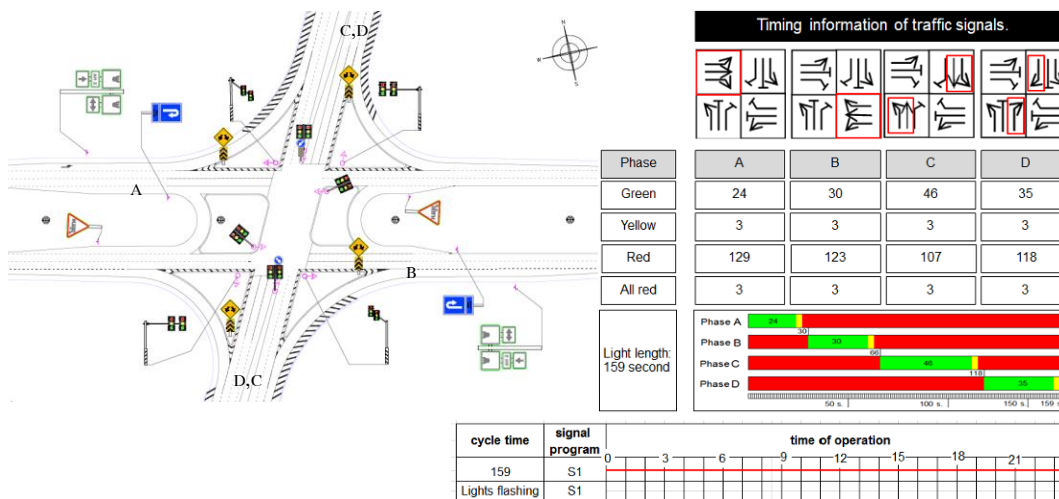 C,D
A
B
D,C
Timing information of traffic signals.
Phase A B C D
Green 24 30 46 35
Yellow 3 3 3 3
Red 129 123 107 118
All red 3 3 3 3
Light length:
159 second
Phase A 24
30
Phase B 30
66
Phase C 46
118
Phase D 35
50 s. 100 s. 150 s. 159 s
cycle time signal program time of operation
0 3 6 9 12 15 18 21
159 S1
Lights flashing S1